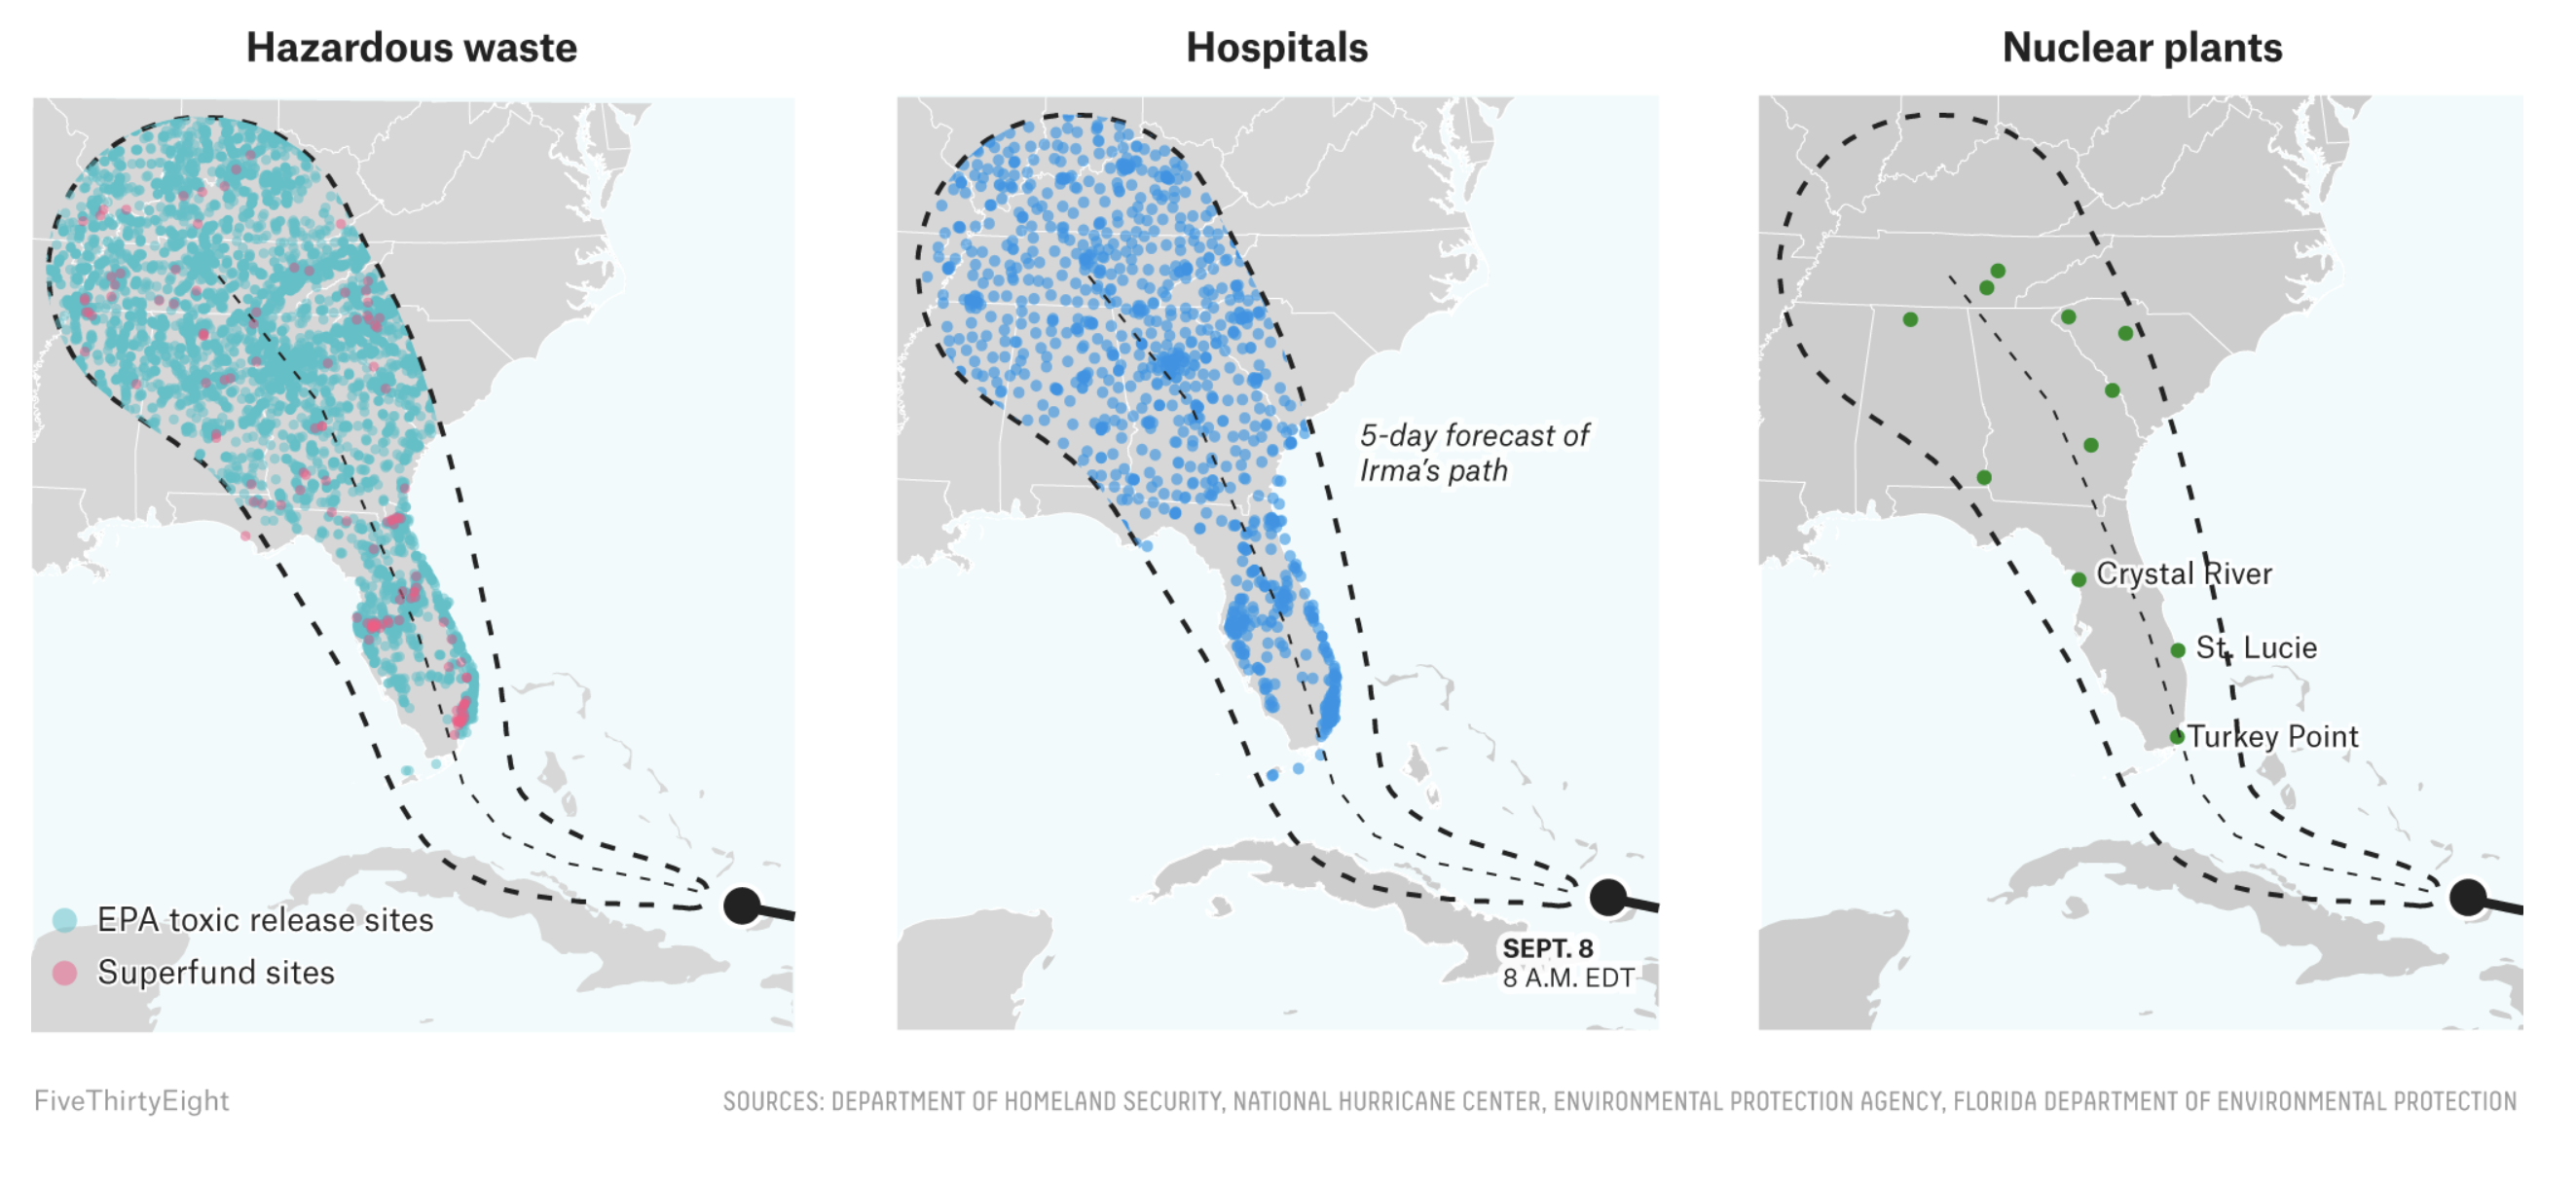 Hazardous waste
Hospitals
Nuclear plants
5-day forecast of
Irma's path
Crystal River
St. Lucie
Turkey Point
EPA toxic release sites
Superfund sites
SEPT. 8
8 A.M. EDT
FiveThirtyEight
SOURCES: DEPARTMENT OF HOMELAND SECURITY, NATIONAL HURRICANE CENTER, ENVIRONMENTAL PROTECTION AGENCY, FLORIDA DEPARTMENT OF ENVIRONMENTAL PROTECTION